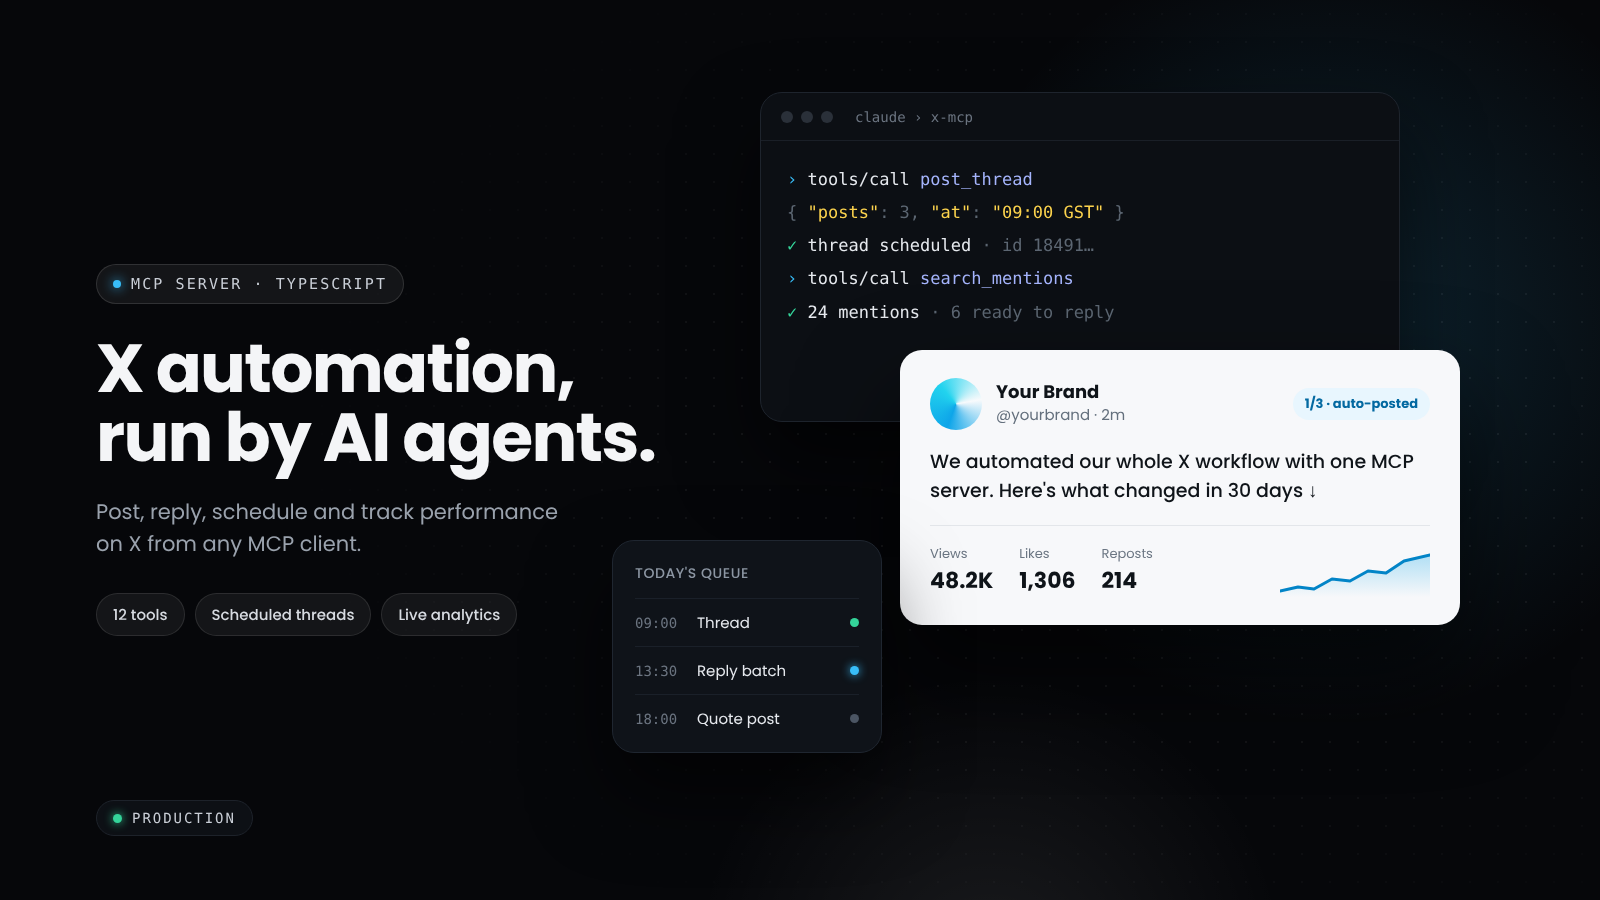 MCP SERVER · TYPESCRIPT
X automation,
run by AI agents.
Post, reply, schedule and track performance
on X from any MCP client.
12 tools
Scheduled threads
Live analytics
PRODUCTION
claude › x-mcp
› tools/call post_thread
{ "posts": 3, "at": "09:00 GST" }
✓ thread scheduled · id 18491…
› tools/call search_mentions
✓ 24 mentions · 6 ready to reply
Your Brand
@yourbrand · 2m
1/3 · auto-posted
We automated our whole X workflow with one MCP
server. Here's what changed in 30 days ↓
Views Likes Reposts
48.2K 1,306 214
TODAY'S QUEUE
09:00 Thread
13:30 Reply batch
18:00 Quote post